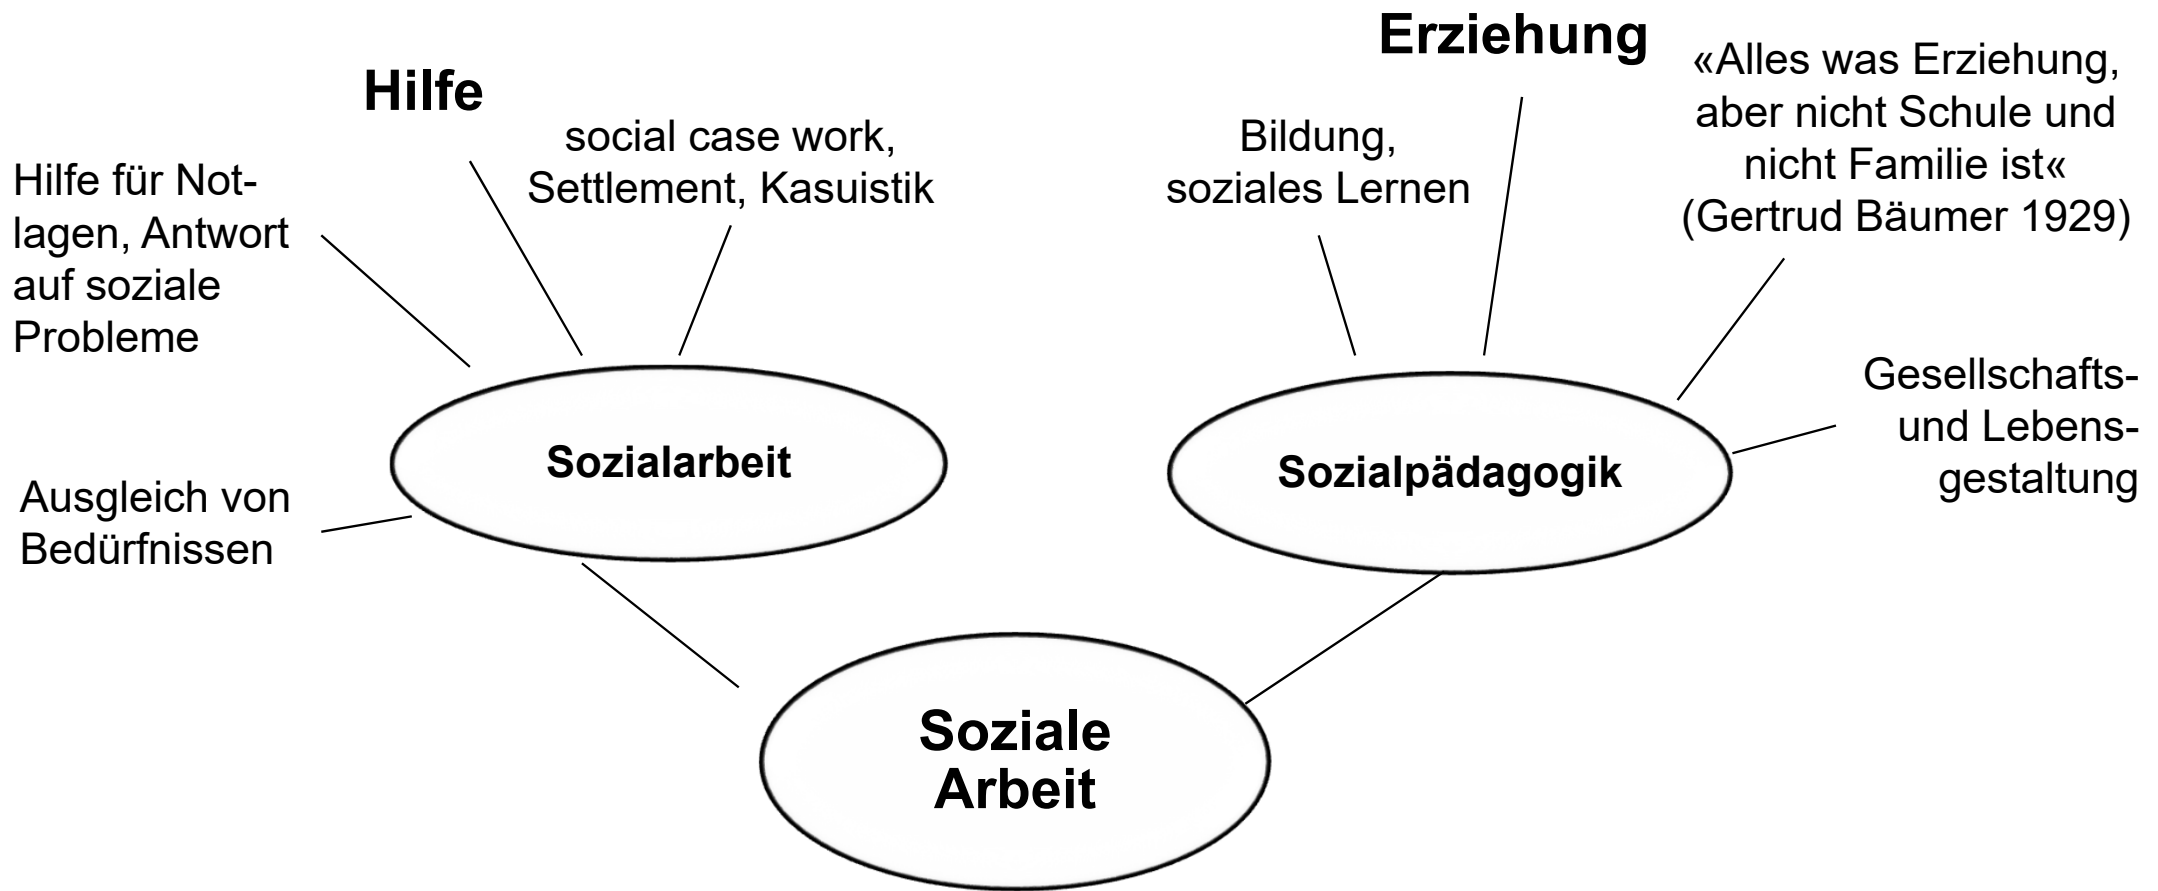 Hilfe
Hilfe für Not-
lagen, Antwort
auf soziale
Probleme
social case work,
Settlement, Kasuistik
Ausgleich von
Bedürfnissen
Sozialarbeit
Erziehung
Bildung,
soziales Lernen
«Alles was Erziehung,
aber nicht Schule und
nicht Familie ist«
(Gertrud Bäumer 1929)
Gesellschafts-
und Lebens-
gestaltung
Sozialpädagogik
Soziale
Arbeit